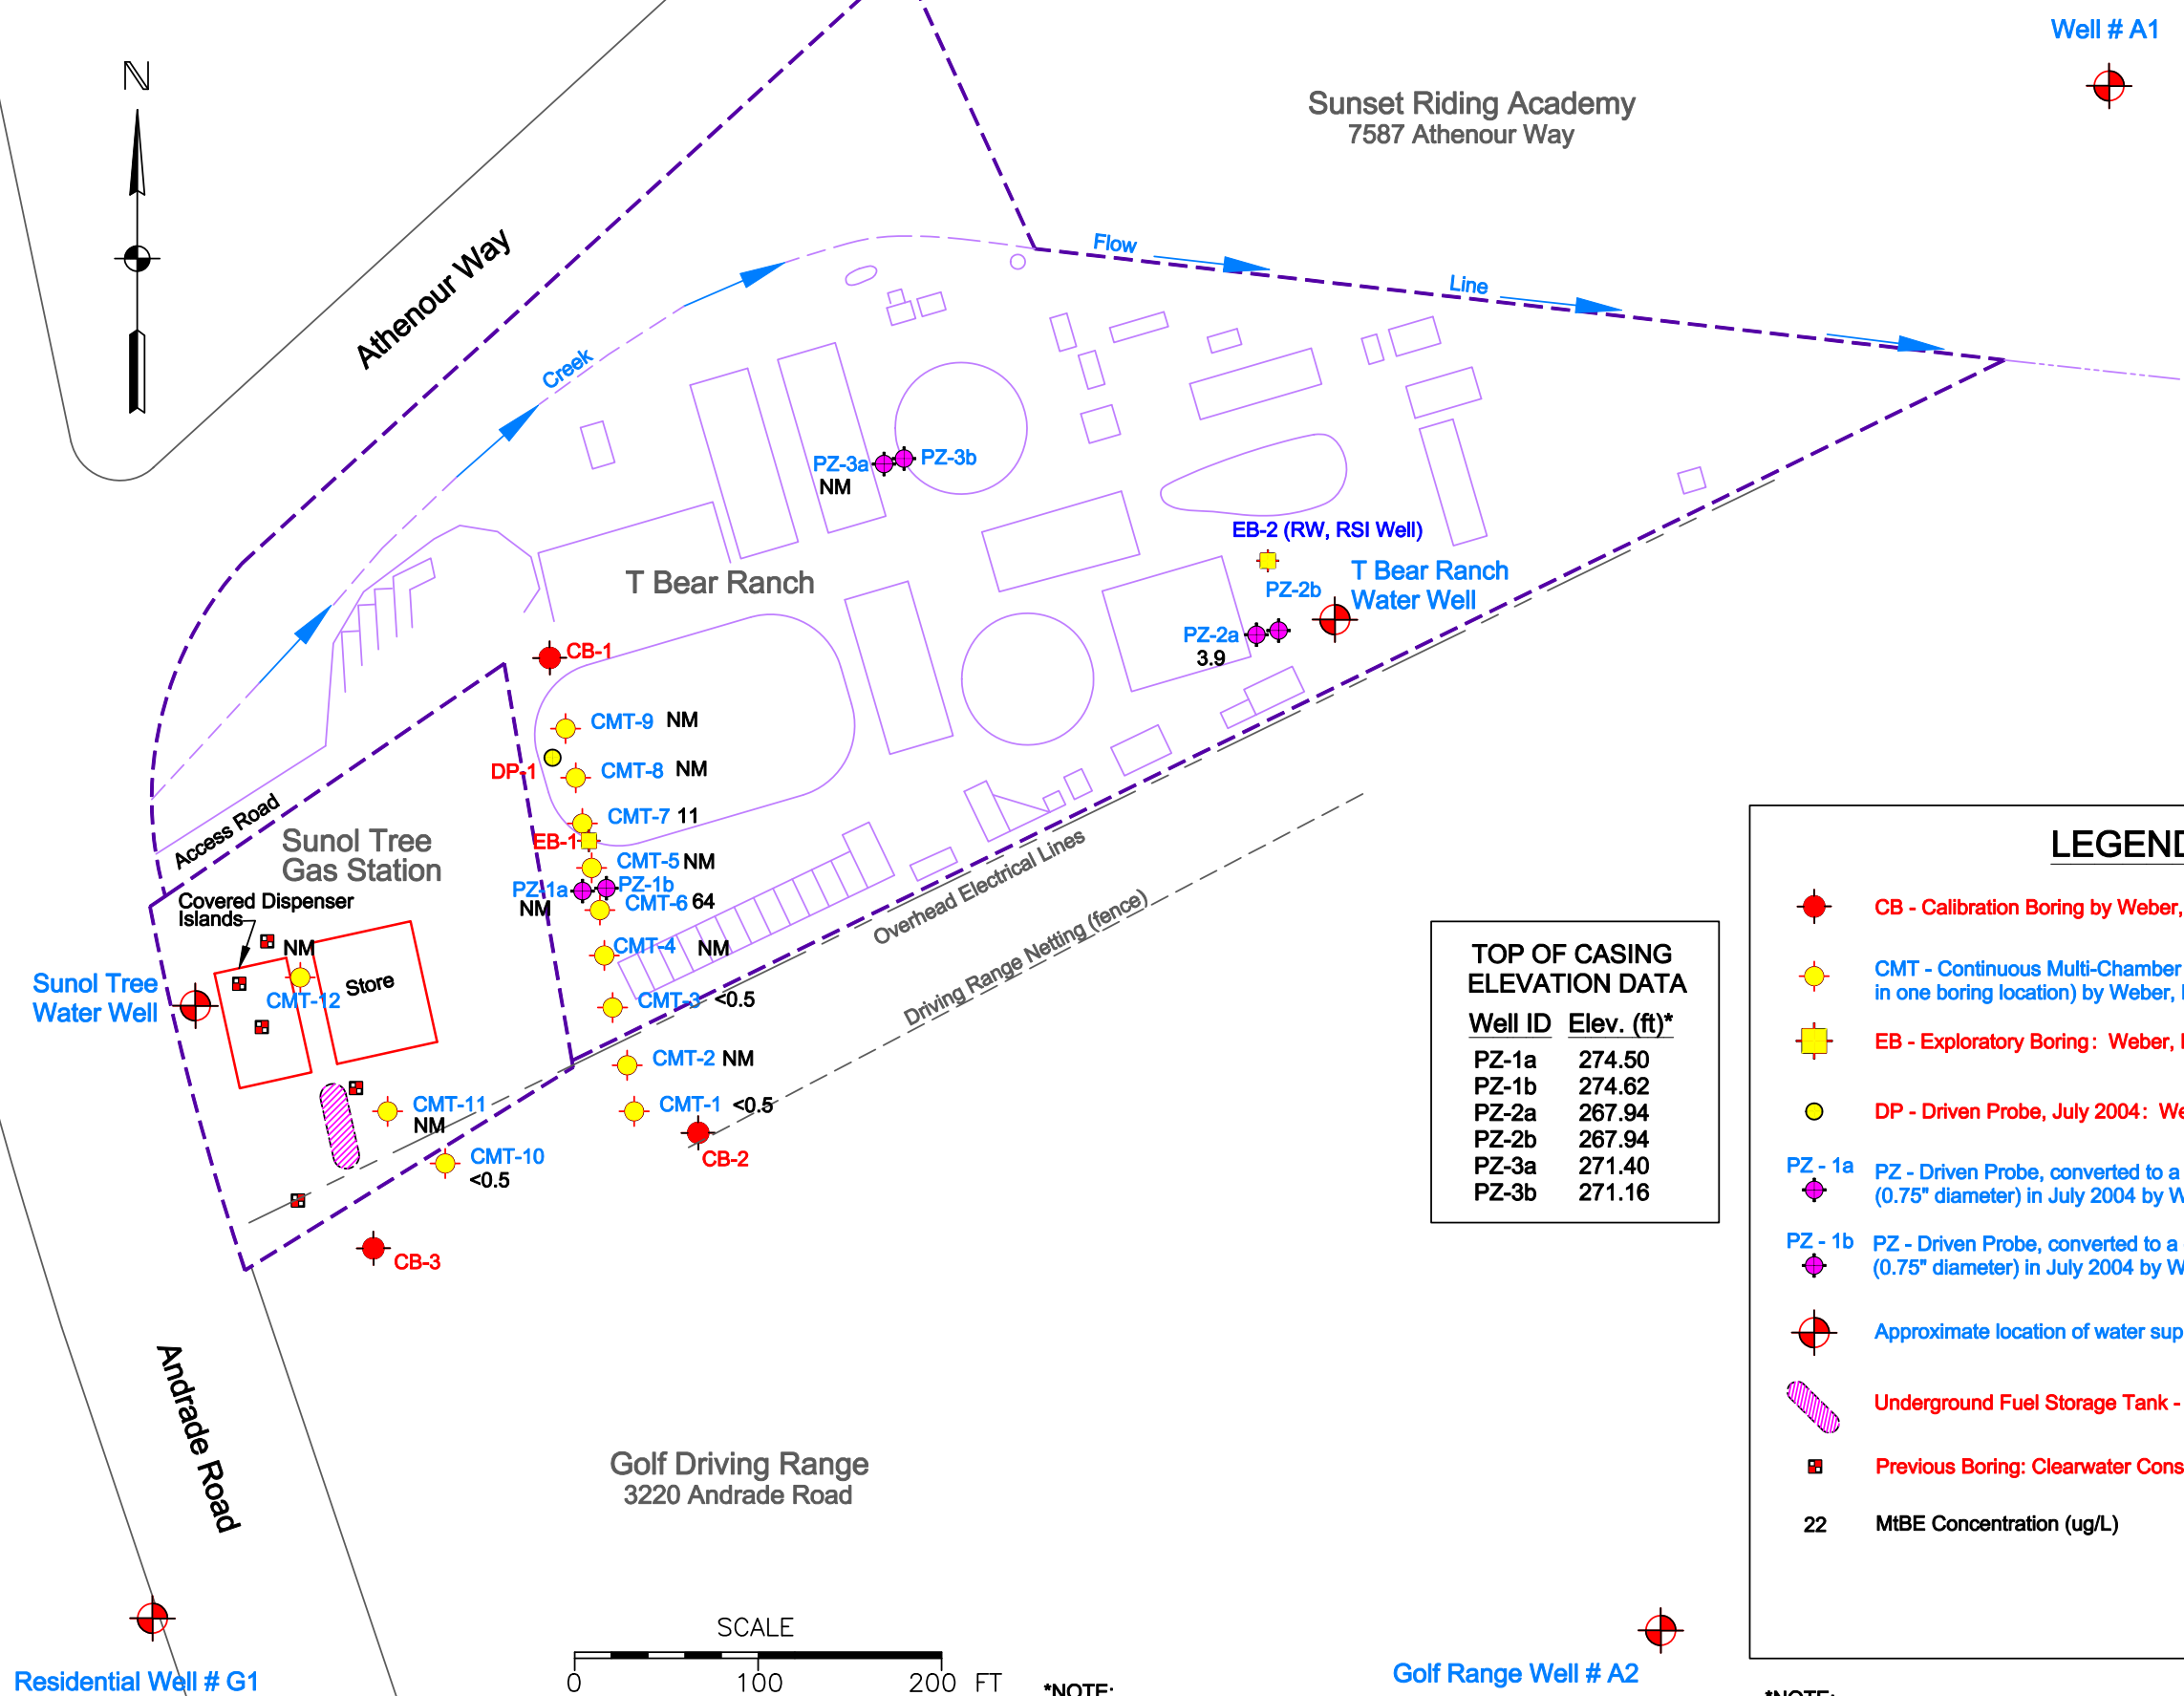 Well # A1
N
Sunset Riding Academy
7587 Athenour Way
Athenour Way
Flow
Line
Creek
PZ-3a
PZ-3b
NM
EB-2 (RW, RSI Well)
T Bear Ranch
T Bear Ranch
Water Well
PZ-2b
PZ-2a
3.9
CB-1
CMT-9 NM
DP-1
CMT-8 NM
CMT-7 11
EB-1
CMT-5 NM
PZ-1a
PZ-1b
NM
CMT-6 64
CMT-4 NM
CMT-3 <0.5
CMT-2 NM
CMT-1 <0.5
CB-2
Access Road
Sunol Tree
Gas Station
Covered Dispenser
Islands
NM
CMT-12
Store
Sunol Tree
Water Well
CMT-11
NM
CMT-10
<0.5
CB-3
Overhead Electrical Lines
Driving Range Netting (fence)
TOP OF CASING
ELEVATION DATA
Well ID Elev. (ft)*
PZ-1a 274.50
PZ-1b 274.62
PZ-2a 267.94
PZ-2b 267.94
PZ-3a 271.40
PZ-3b 271.16
LEGEND
CB - Calibration Boring by Weber,
CMT - Continuous Multi-Chamber
in one boring location) by Weber,
EB - Exploratory Boring: Weber,
DP - Driven Probe, July 2004:
PZ - 1a
PZ - Driven Probe, converted to a
(0.75" diameter) in July 2004 by
PZ - 1b
PZ - Driven Probe, converted to a
(0.75" diameter) in July 2004 by
Approximate location of water
Underground Fuel Storage Tank -
Previous Boring: Clearwater
22 MtBE Concentration (ug/L)
Andrade Road
Golf Driving Range
3220 Andrade Road
SCALE
0 100 200 FT
Residential Well # G1
Golf Range Well # A2
*NOTE:
*NOTE: